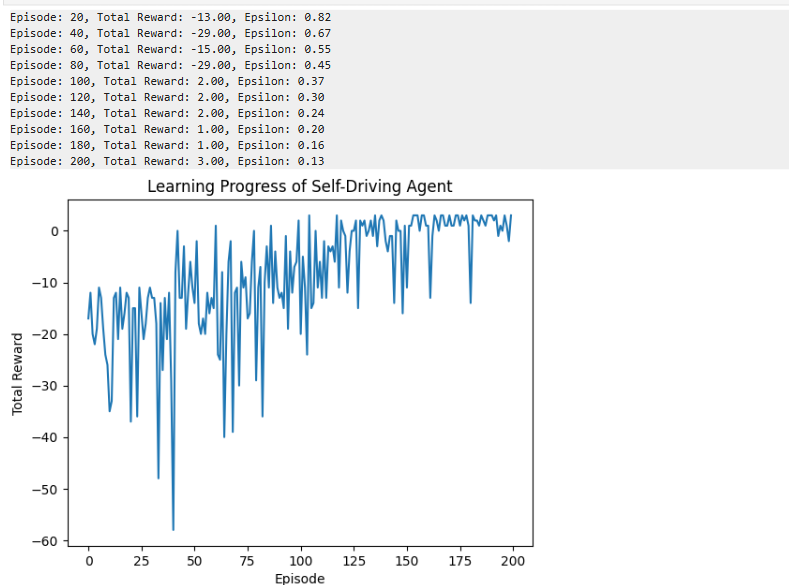 Episode: 20, Total Reward: -13.00, Epsilon: 0.82
Episode: 40, Total Reward: -29.00, Epsilon: 0.67
Episode: 60, Total Reward: -15.00, Epsilon: 0.55
Episode: 80, Total Reward: -29.00, Epsilon: 0.45
Episode: 100, Total Reward: 2.00, Epsilon: 0.37
Episode: 120, Total Reward: 2.00, Epsilon: 0.30
Episode: 140, Total Reward: 2.00, Epsilon: 0.24
Episode: 160, Total Reward: 1.00, Epsilon: 0.20
Episode: 180, Total Reward: 1.00, Epsilon: 0.16
Episode: 200, Total Reward: 3.00, Epsilon: 0.13
Learning Progress of Self-Driving Agent
Total Reward
0
−10
−20
−30
−40
−50
−60
0 25 50 75 100 125 150 175 200
Episode